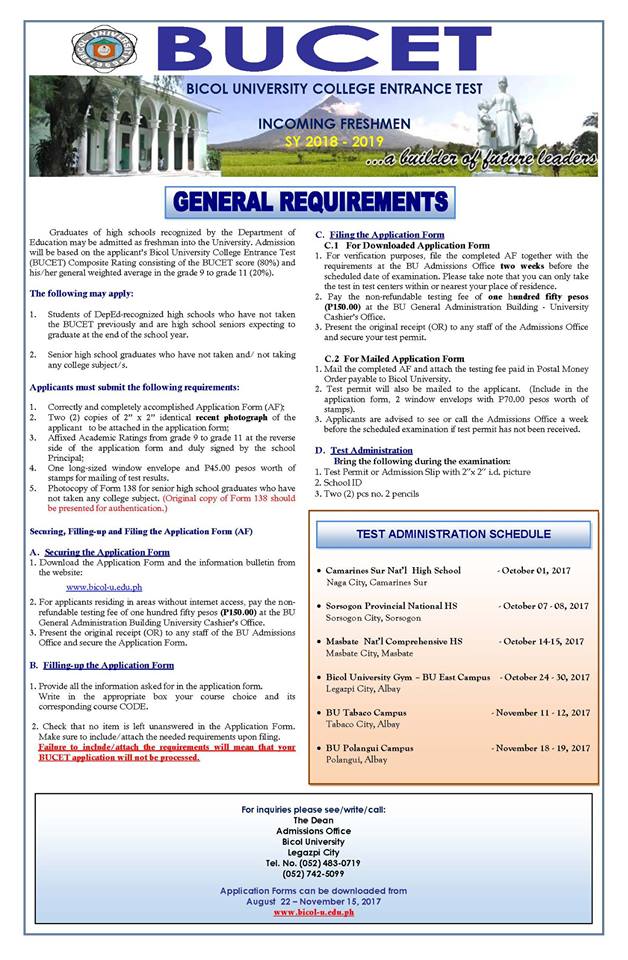 BUCET
BICOL UNIVERSITY COLLEGE ENTRANCE TEST
INCOMING FRESHMEN
SY 2018 - 2019
...a builder of future leaders
GENERAL REQUIREMENTS
Graduates of high schools recognized by the Department of
Education may be admitted as freshman into the University. Admission
will be based on the applicant's Bicol University College Entrance Test
(BUCET) Composite Rating consisting of the BUCET score (80%) and
his/her general weighted average in the grade 9 to grade 11 (20%).
The following may apply:
1. Students of DepEd-recognized high schools who have not taken
the BUCET previously and are high school seniors expecting to
graduate at the end of the school year.
2. Senior high school graduates who have not taken and/ not taking
any college subject/s.
Applicants must submit the following requirements:
1. Correctly and completely accomplished Application Form (AF);
2. Two (2) copies of 2" x 2" identical recent photograph of the
applicant to be attached in the application form;
3. Affixed Academic Ratings from grade 9 to grade 11 at the reverse
side of the application form and duly signed by the school
Principal;
4. One long-sized window envelope and P45.00 pesos worth of
stamps for mailing of test results.
5. Photocopy of Form 138 for senior high school graduates who have
not taken any college subject. (Original copy of Form 138 should
be presented for authentication.)
Securing, Filling-up and Filing the Application Form (AF)
A. Securing the Application Form
1. Download the Application Form and the information bulletin from
the website:
www.bicol-u.edu.ph
2. For applicants residing in areas without internet access, pay the non-
refundable testing fee of one hundred fifty pesos (P150.00) at the BU
General Administration Building University Cashier's Office.
3. Present the original receipt (OR) to any staff of the BU Admissions
Office and secure the Application Form.
B. Filling-up the Application Form
1. Provide all the information asked for in the application form.
Write in the appropriate box your course choice and its
corresponding course CODE.
2. Check that no item is left unanswered in the Application Form.
Make sure to include/attach the needed requirements upon filing.
Failure to include/attach the requirements will mean that your
BUCET application will not be processed.
C. Filing the Application Form
C.1 For Downloaded Application Form
1. For verification purposes, file the completed AF together with the
requirements at the BU Admissions Office two weeks before the
scheduled date of examination. Please take note that you can only take
the test in test centers within or nearest your place of residence.
2. Pay the non-refundable testing fee of one hundred fifty pesos
(P150.00) at the BU General Administration Building - University
Cashier's Office.
3. Present the original receipt (OR) to any staff of the Admissions Office
and secure your test permit.
C.2 For Mailed Application Form
1. Mail the completed AF and attach the testing fee paid in Postal Money
Order payable to Bicol University.
2. Test permit will also be mailed to the applicant. (Include in the
application form, 2 window envelops with P70.00 pesos worth of
stamps).
3. Applicants are advised to see or call the Admissions Office a week
before the scheduled examination if test permit has not been received.
D. Test Administration
Bring the following during the examination:
1. Test Permit or Admission Slip with 2"x 2" i.d. picture
2. School ID
3. Two (2) pcs no. 2 pencils
TEST ADMINISTRATION SCHEDULE
• Camarines Sur Nat'l High School - October 01, 2017
Naga City, Camarines Sur
• Sorsogon Provincial National HS - October 07 - 08, 2017
Sorsogon City, Sorsogon
• Masbate Nat'l Comprehensive HS - October 14-15, 2017
Masbate City, Masbate
• Bicol University Gym – BU East Campus - October 24 - 30, 2017
Legazpi City, Albay
• BU Tabaco Campus - November 11 - 12, 2017
Tabaco City, Albay
• BU Polangui Campus - November 18 - 19, 2017
Polangui, Albay
For inquiries please see/write/call:
The Dean
Admissions Office
Bicol University
Legazpi City
Tel. No. (052) 483-0719
(052) 742-5099
Application Forms can be downloaded from
August 22 – November 15, 2017
www.bicol-u.edu.ph